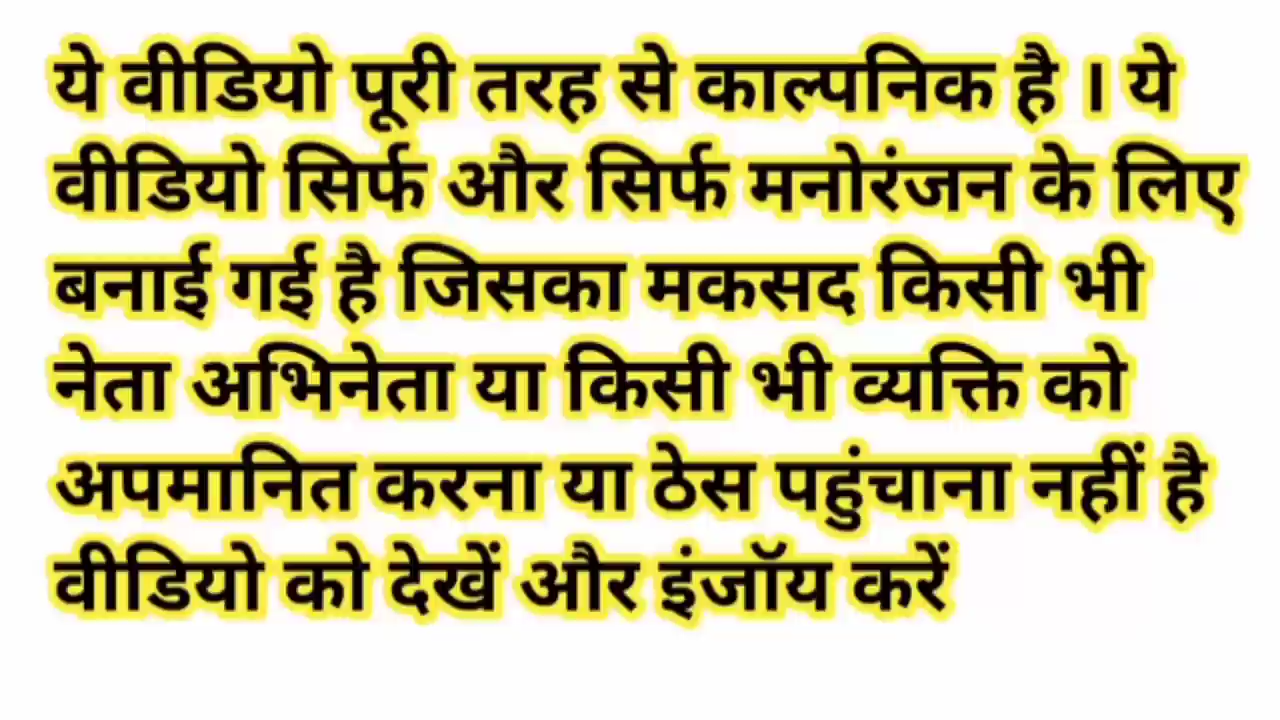 ये वीडियो पूरी तरह से काल्पनिक है । ये
वीडियो सिर्फ और सिर्फ मनोरंजन के लिए
बनाई गई है जिसका मकसद किसी भी
नेता अभिनेता या किसी भी व्यक्ति को
अपमानित करना या ठेस पहुंचाना नहीं है
वीडियो को देखें और इंजॉय करें